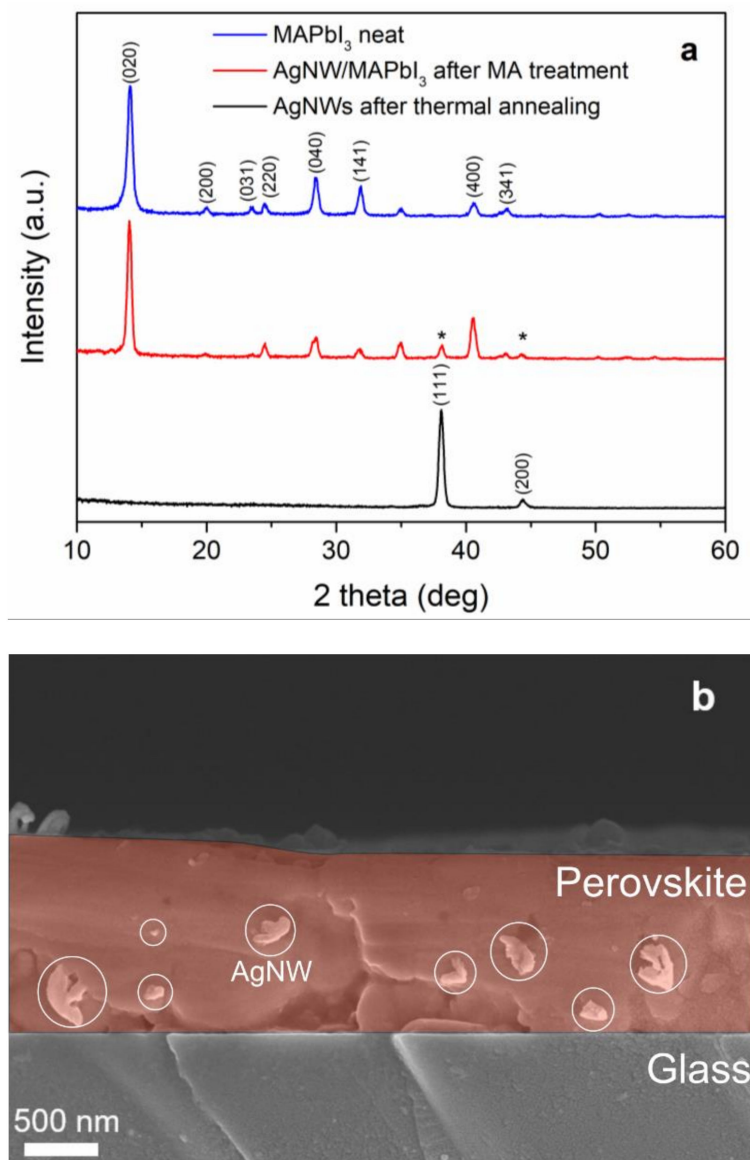 MAPbI₃ neat
a
AgNW/MAPbI₃ after MA treatment
AgNWs after thermal annealing
(020)
(200)
(031)
(220)
(040)
(141)
(400)
(341)
*
*
(111)
(200)
Intensity (a.u.)
10 20 30 40 50 60
2 theta (deg)
b
Perovskite
AgNW
Glass
500 nm